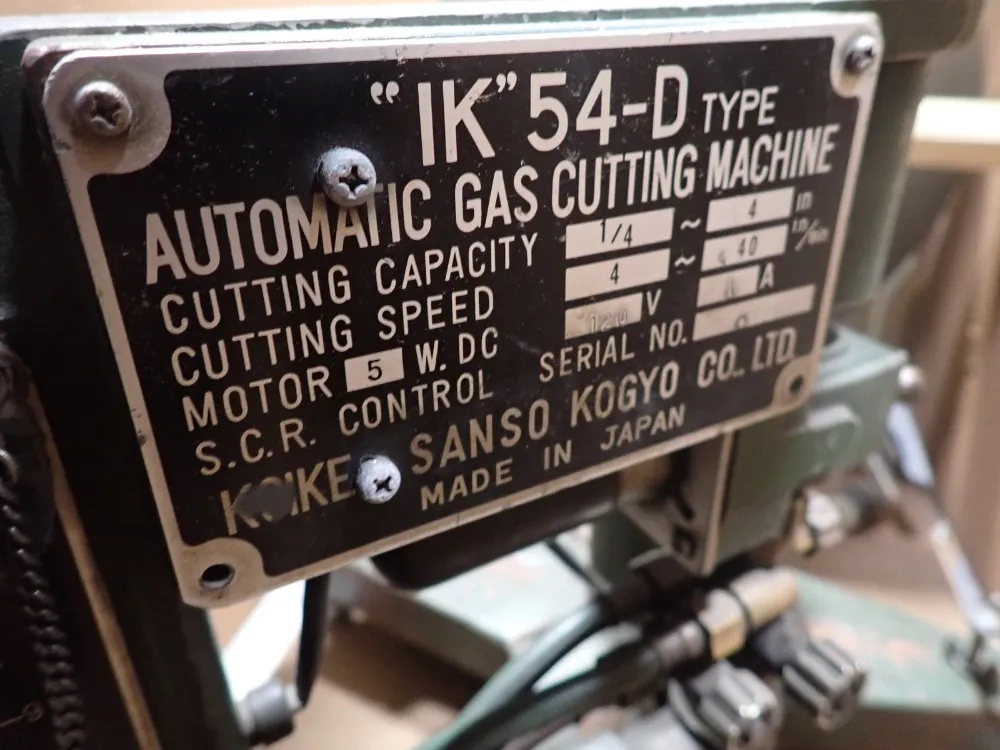 "IK" 54-D TYPE
AUTOMATIC GAS CUTTING MACHINE
CUTTING CAPACITY 1/4 ~ 4 in
CUTTING SPEED 4 ~ 40 in/min
MOTOR 5 W. DC 120 V A
S.C.R. CONTROL SERIAL NO.
KOIKE SANSO KOGYO CO., LTD.
MADE IN JAPAN